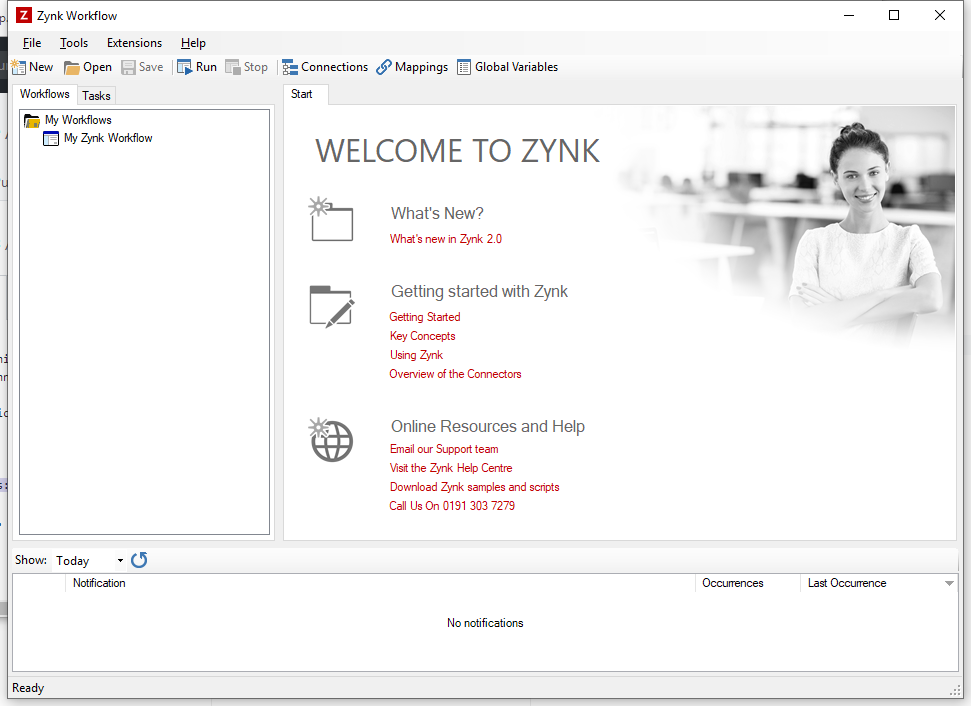 Z Zynk Workflow
File Tools Extensions Help
New Open Save Run Stop Connections Mappings Global Variables
Workflows Tasks
Start
My Workflows
My Zynk Workflow
WELCOME TO ZYNK
What's New?
What's new in Zynk 2.0
Getting started with Zynk
Getting Started
Key Concepts
Using Zynk
Overview of the Connectors
Online Resources and Help
Email our Support team
Visit the Zynk Help Centre
Download Zynk samples and scripts
Call Us On 0191 303 7279
Show: Today
Notification Occurrences Last Occurrence
No notifications
Ready